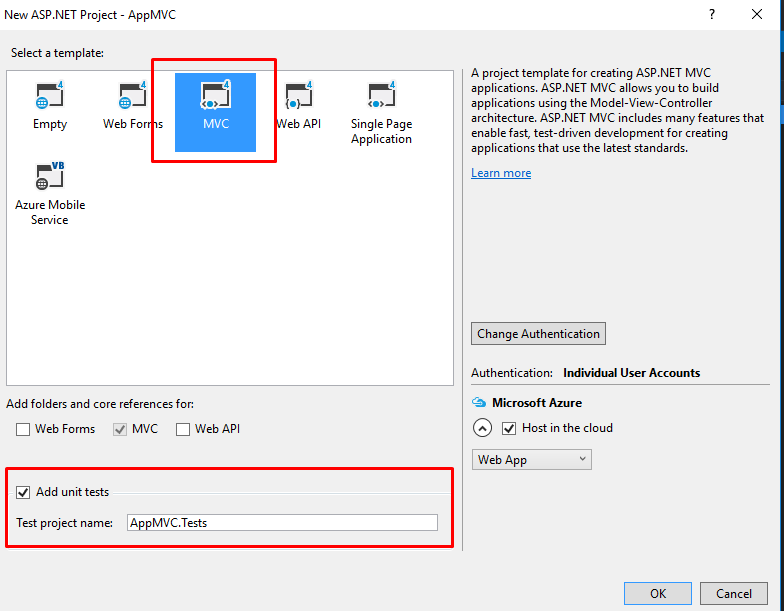 New ASP.NET Project - AppMVC
?
Select a template:
4
4
4
4
4
Empty
Web Forms
MVC
Web API
Single Page
Application
VB
Azure Mobile
Service
A project template for creating ASP.NET MVC
applications. ASP.NET MVC allows you to build
applications using the Model-View-Controller
architecture. ASP.NET MVC includes many features that
enable fast, test-driven development for creating
applications that use the latest standards.
Learn more
Change Authentication
Authentication: Individual User Accounts
Microsoft Azure
Host in the cloud
Web App
Add folders and core references for:
Web Forms
MVC
Web API
Add unit tests
Test project name: AppMVC.Tests
OK
Cancel